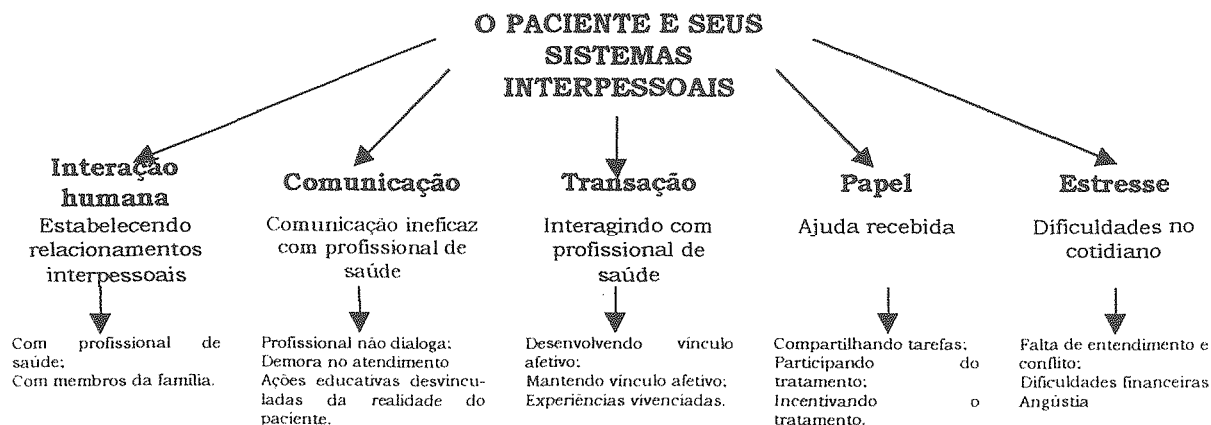 O PACIENTE E SEUS
SISTEMAS
INTERPESSOAIS
Interação
humana
Estabelecendo
relacionamentos
interpessoais
Com profissional de
saúde;
Com membros da família.
Comunicação
Comunicação ineficaz
com profissional de
saúde
Profissional não dialoga;
Demora no atendimento
Ações educativas desvincu-
ladas da realidade do
paciente.
Transação
Interagindo com
profissional de
saúde
Desenvolvendo vínculo
afetivo;
Mantendo vínculo afetivo;
Experiências vivenciadas.
Papel
Ajuda recebida
Compartilhando tarefas;
Participando do
tratamento;
Incentivando o
tratamento.
Estresse
Dificuldades no
cotidiano
Falta de entendimento e
conflito;
Dificuldades financeiras
Angústia